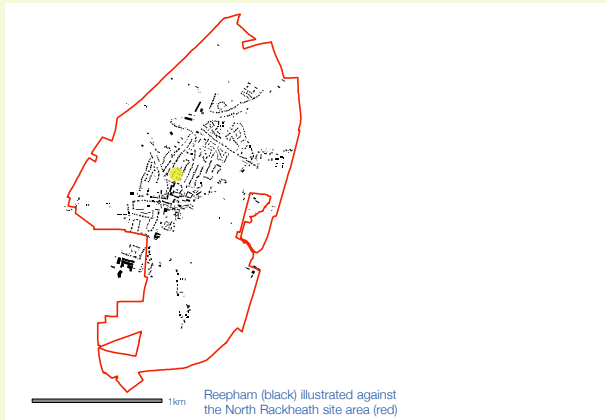 1km
Reepham (black) illustrated against
the North Rackheath site area (red)